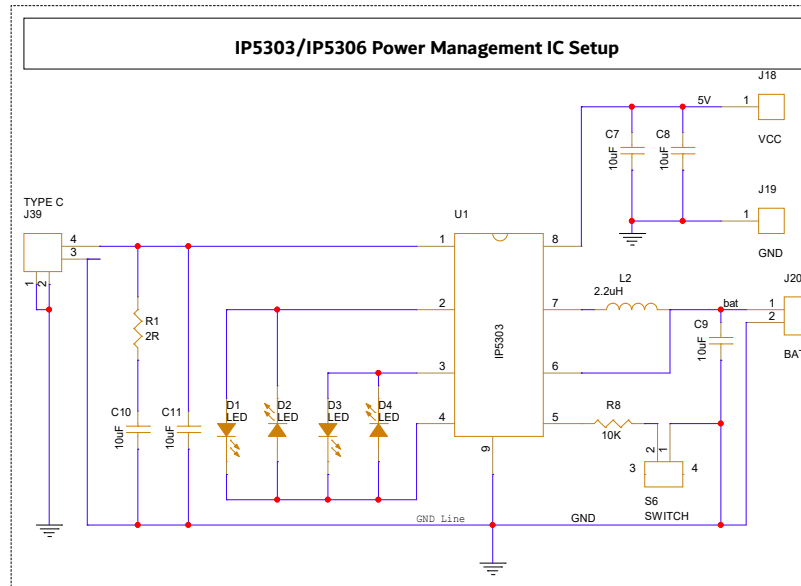 IP5303/IP5306 Power Management IC Setup
J18
5V
1
VCC
C7
10uF
C8
10uF
J19
1
GND
TYPE C
J39
4
3
1
2
U1
1
2
3
4
8
7
6
5
9
IP5303
L2
2.2uH
bat
J20
1
2
BAT
C9
10uF
R1
2R
C10
10uF
C11
10uF
D1
LED
D2
LED
D3
LED
D4
LED
R8
10K
2
1
3
4
S6
SWITCH
GND Line
GND